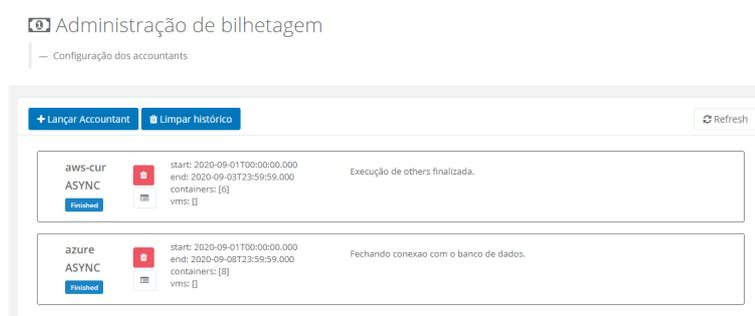 Administração de bilhetagem
— Configuração dos accountants
+ Lançar Accountant
Limpar histórico
Refresh
aws-cur
ASYNC
Finished
start: 2020-09-01T00:00:00.000
end: 2020-09-03T23:59:59.000
containers: [6]
vms: []
Execução de others finalizada.
azure
ASYNC
Finished
start: 2020-09-01T00:00:00.000
end: 2020-09-08T23:59:59.000
containers: [8]
vms: []
Fechando conexao com o banco de dados.